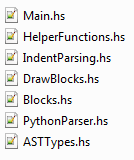 Main.hs
HelperFunctions.hs
IndentParsing.hs
DrawBlocks.hs
Blocks.hs
PythonParser.hs
ASTTypes.hs